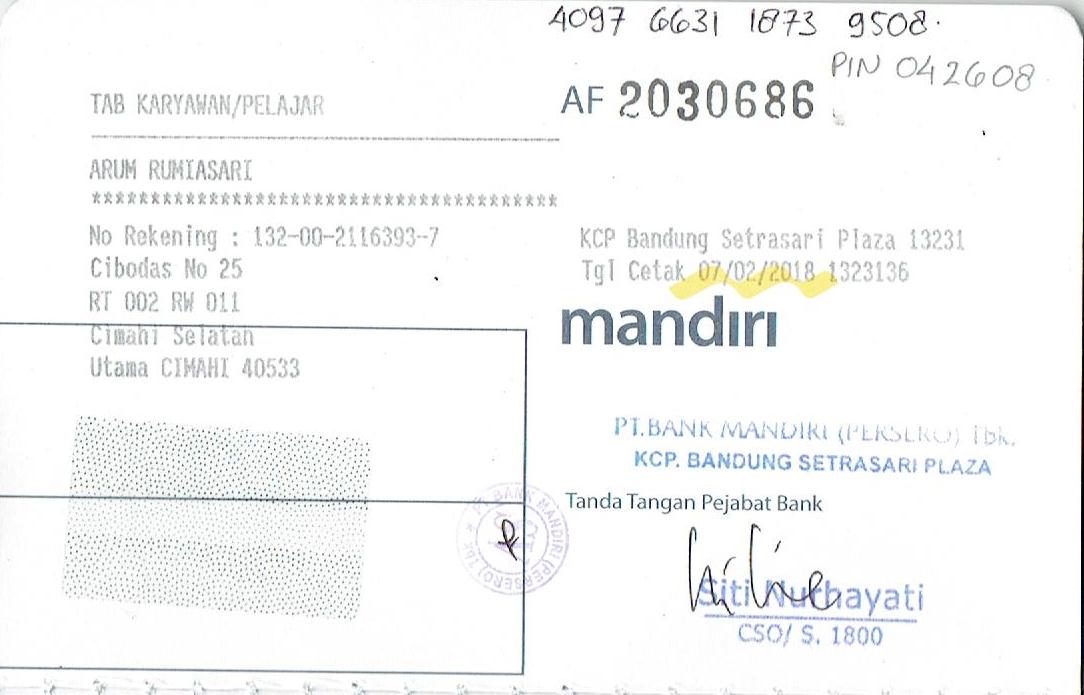 4097 6631 1873 9508.
PIN 042608
TAB KARYAWAN/PELAJAR
AF 2030686
ARUM RUMIASARI
****************************************
No Rekening : 132-00-2116393-7
Cibodas No 25
RT 002 RW 011
Cimahi Selatan
Utama CIMAHI 40533
KCP Bandung Setrasari Plaza 13231
Tgl Cetak 07/02/2018 1323136
mandiri
PT.BANK MANDIRI (PERSERO) Tbk.
KCP. BANDUNG SETRASARI PLAZA
Tanda Tangan Pejabat Bank
PT BANK MANDIRI (PERSERO) Tbk
Siti Nurhayati
CSO/ S. 1800